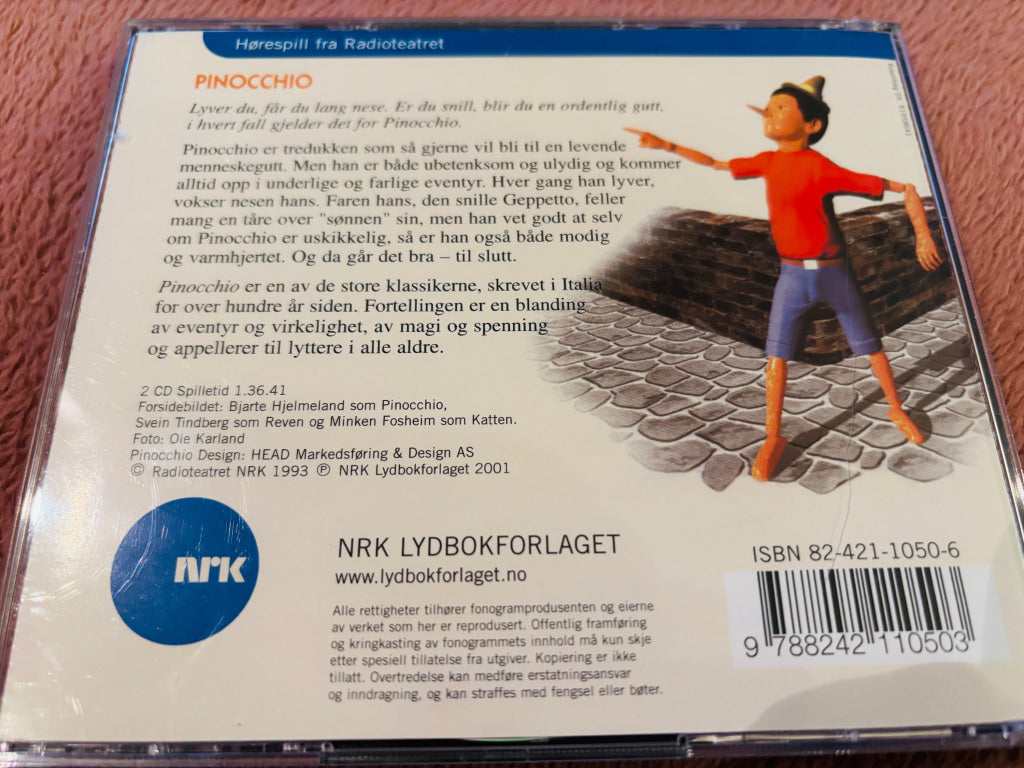 Hørespill fra Radioteatret
PINOCCHIO
Lyver du, får du lang nese. Er du snill, blir du en ordentlig gutt,
i hvert fall gjelder det for Pinocchio.
Pinocchio er tredukken som så gjerne vil bli til en levende
menneskegutt. Men han er både ubetenksom og ulydig og kommer
alltid opp i underlige og farlige eventyr. Hver gang han lyver,
vokser nesen hans. Faren hans, den snille Geppetto, feller
mang en tåre over "sønnen" sin, men han vet godt at selv
om Pinocchio er uskikkelig, så er han også både modig
og varmhjertet. Og da går det bra – til slutt.
Pinocchio er en av de store klassikerne, skrevet i Italia
for over hundre år siden. Fortellingen er en blanding
av eventyr og virkelighet, av magi og spenning
og appellerer til lyttere i alle aldre.
2 CD Spilletid 1.36.41
Forsidebildet: Bjarte Hjelmeland som Pinocchio,
Svein Tindberg som Reven og Minken Fosheim som Katten.
Foto: Ole Karland
Pinocchio Design: HEAD Markedsføring & Design AS
© Radioteatret NRK 1993 ℗ NRK Lydbokforlaget 2001
NRK
NRK LYDBOKFORLAGET
www.lydbokforlaget.no
Alle rettigheter tilhører fonogramprodusenten og eierne
av verket som her er reprodusert. Offentlig framføring
og kringkasting av fonogrammets innhold må kun skje
etter spesiell tillatelse fra utgiver. Kopiering er ikke
tillatt. Overtredelse kan medføre erstatningsansvar
og inndragning, og kan straffes med fengsel eller bøter.
ISBN 82-421-1050-6
9 788242 110503